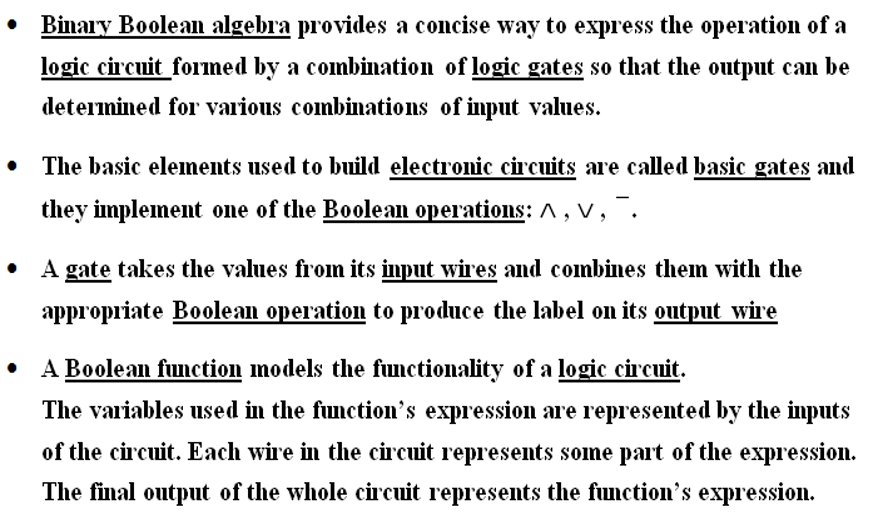 • Binary Boolean algebra provides a concise way to express the operation of a
logic circuit formed by a combination of logic gates so that the output can be
determined for various combinations of input values.
• The basic elements used to build electronic circuits are called basic gates and
they implement one of the Boolean operations: ∧ , ∨ , ‾ .
• A gate takes the values from its input wires and combines them with the
appropriate Boolean operation to produce the label on its output wire
• A Boolean function models the functionality of a logic circuit.
The variables used in the function’s expression are represented by the inputs
of the circuit. Each wire in the circuit represents some part of the expression.
The final output of the whole circuit represents the function’s expression.